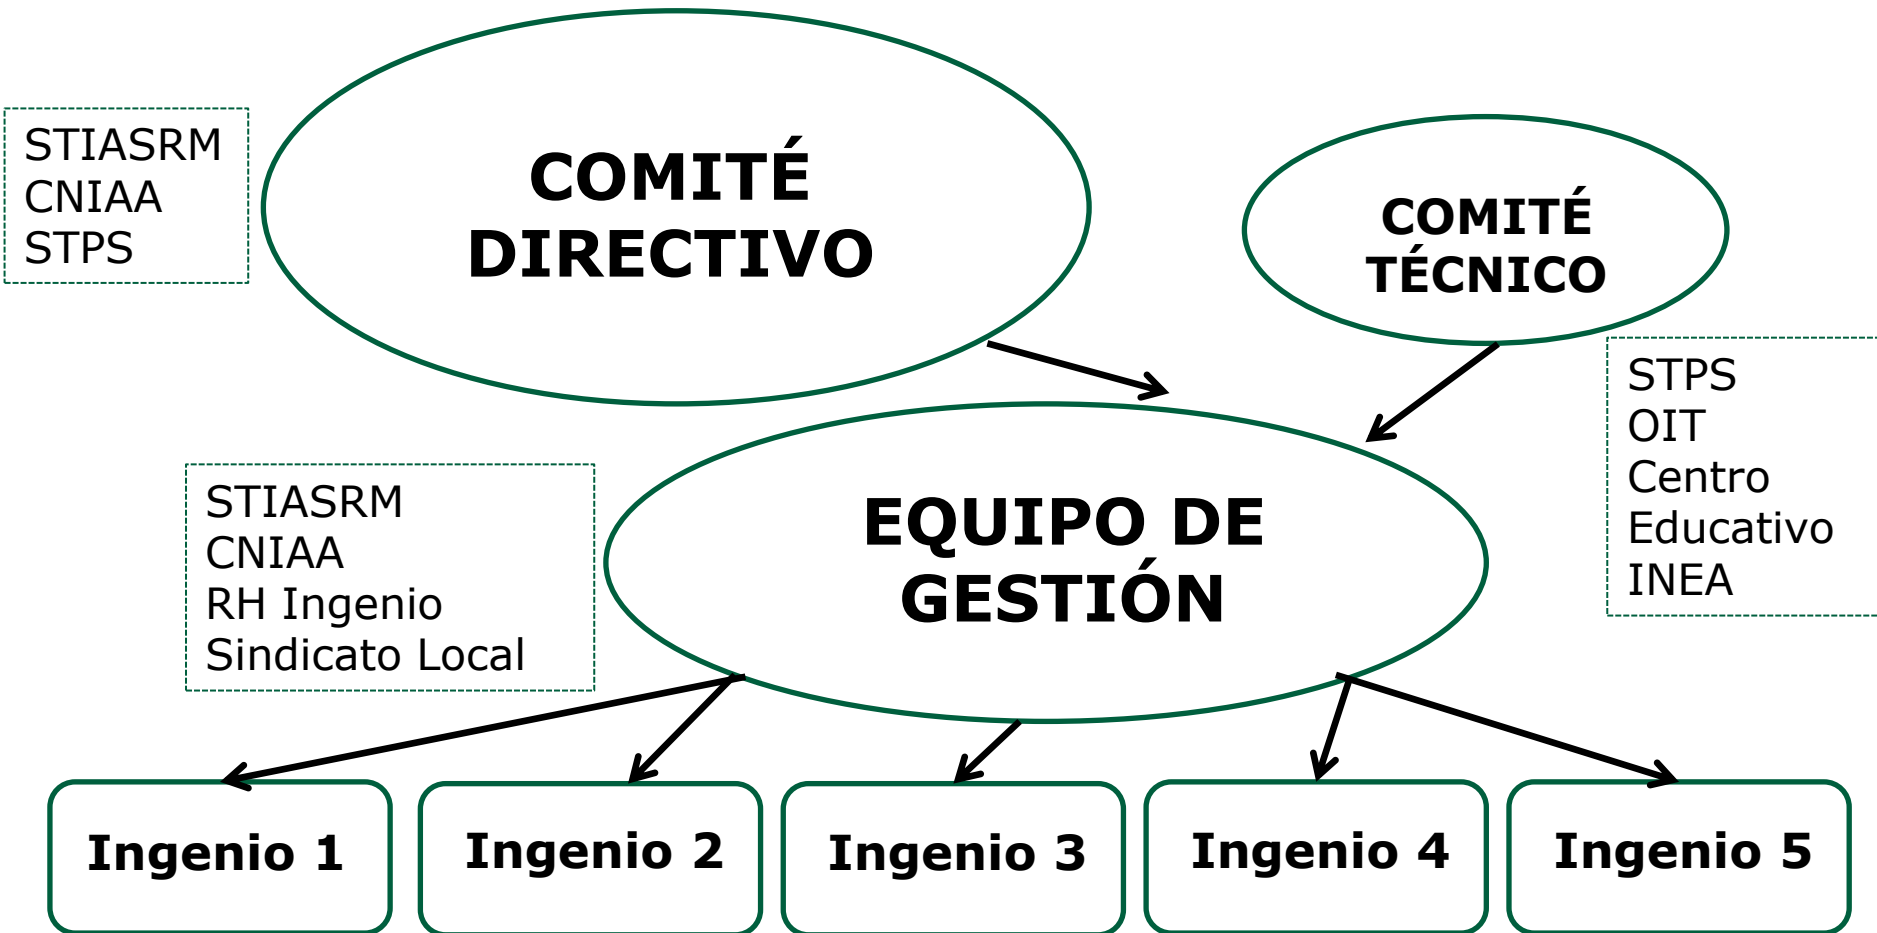 STIASRM
CNIAA
STPS
COMITÉ
DIRECTIVO
COMITÉ
TÉCNICO
STPS
OIT
Centro
Educativo
INEA
STIASRM
CNIAA
RH Ingenio
Sindicato Local
EQUIPO DE
GESTIÓN
Ingenio 1
Ingenio 2
Ingenio 3
Ingenio 4
Ingenio 5